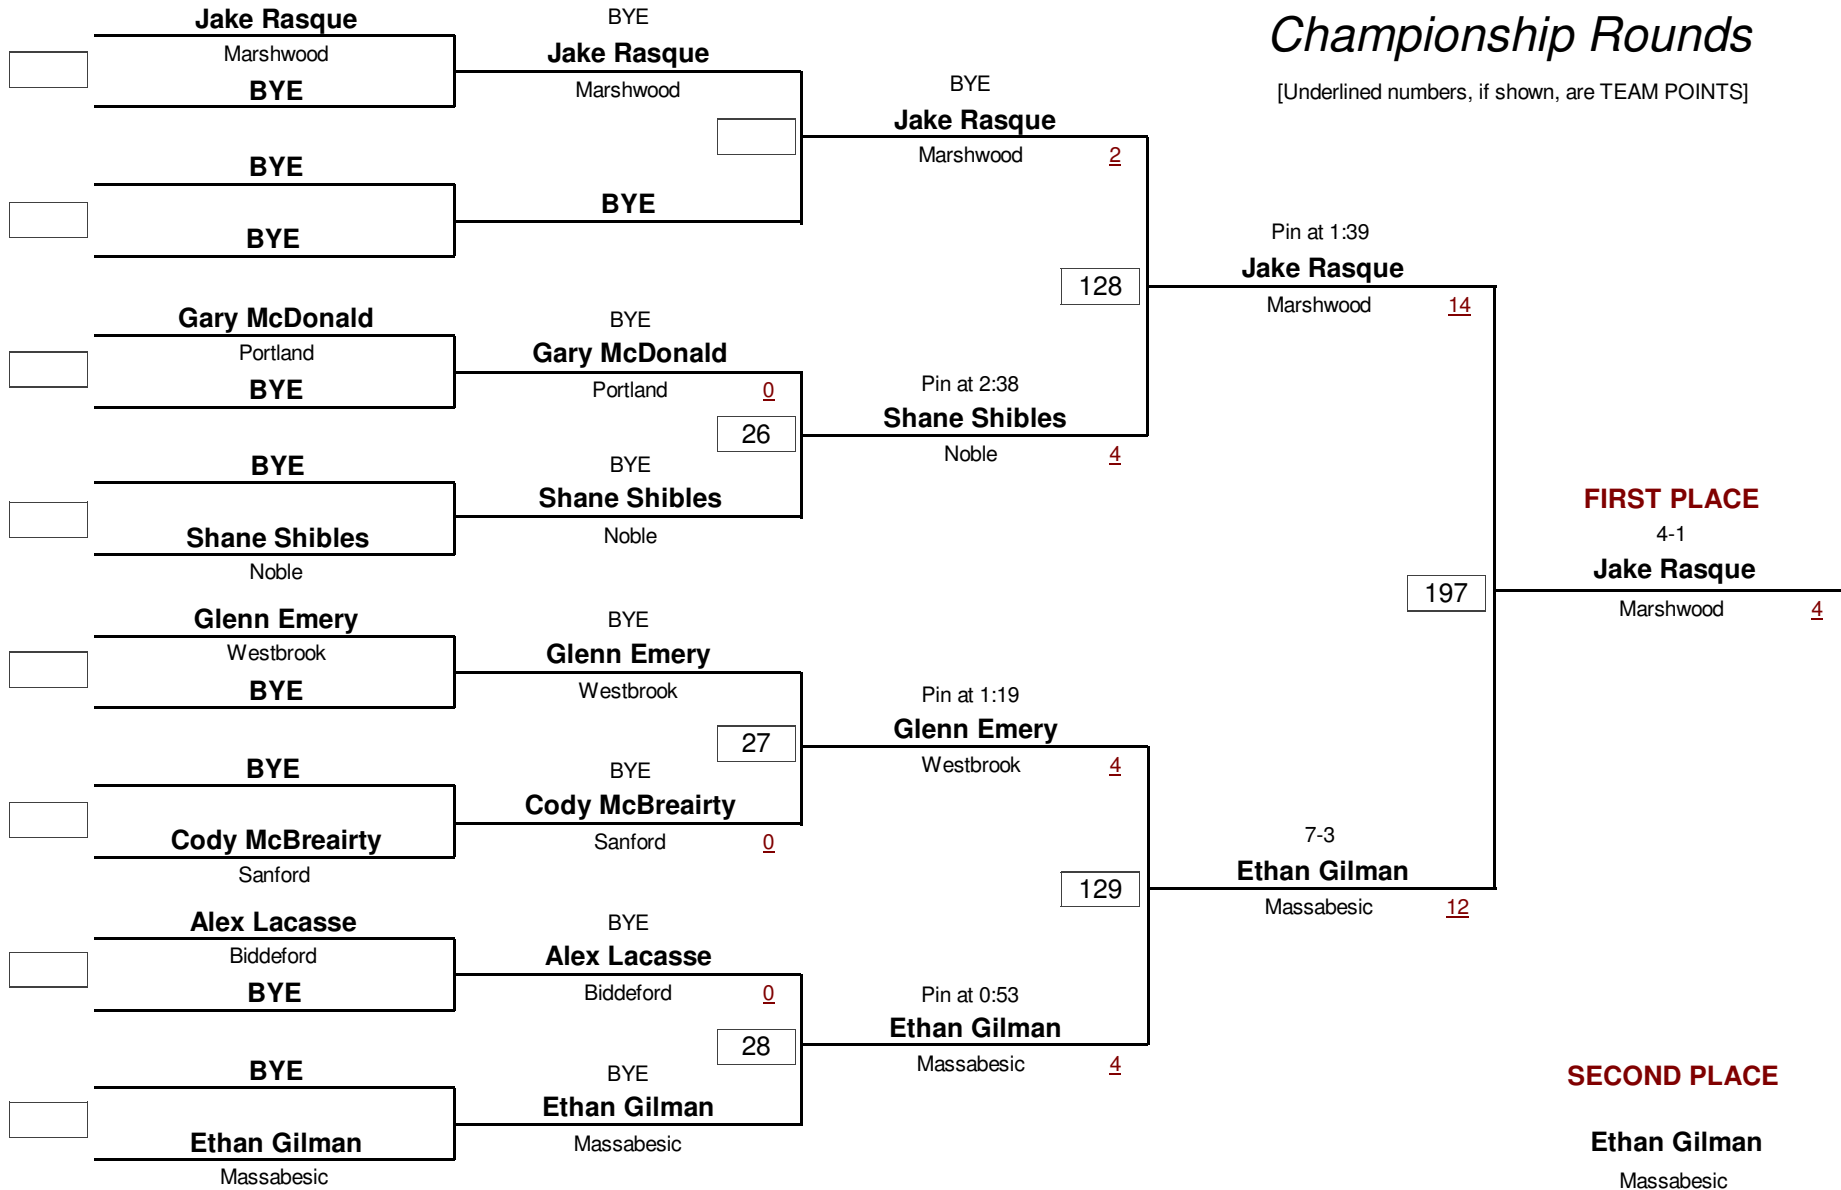 Championship Rounds
[Underlined numbers, if shown, are TEAM POINTS]
Jake Rasque
Marshwood
BYE
BYE
BYE
Gary McDonald
Portland
BYE
BYE
Shane Shibles
Noble
Glenn Emery
Westbrook
BYE
BYE
Cody McBreairty
Sanford
Alex Lacasse
Biddeford
BYE
BYE
Ethan Gilman
Massabesic
BYE
Jake Rasque
Marshwood
BYE
BYE
Gary McDonald
Portland 0
26
BYE
Shane Shibles
Noble
BYE
Glenn Emery
Westbrook
27
BYE
Cody McBreairty
Sanford 0
BYE
Alex Lacasse
Biddeford 0
28
BYE
Ethan Gilman
Massabesic
BYE
Jake Rasque
Marshwood 2
128
Pin at 2:38
Shane Shibles
Noble 4
Pin at 1:19
Glenn Emery
Westbrook 4
129
Pin at 0:53
Ethan Gilman
Massabesic 4
Pin at 1:39
Jake Rasque
Marshwood 14
197
7-3
Ethan Gilman
Massabesic 12
FIRST PLACE
4-1
Jake Rasque
Marshwood 4
SECOND PLACE
Ethan Gilman
Massabesic